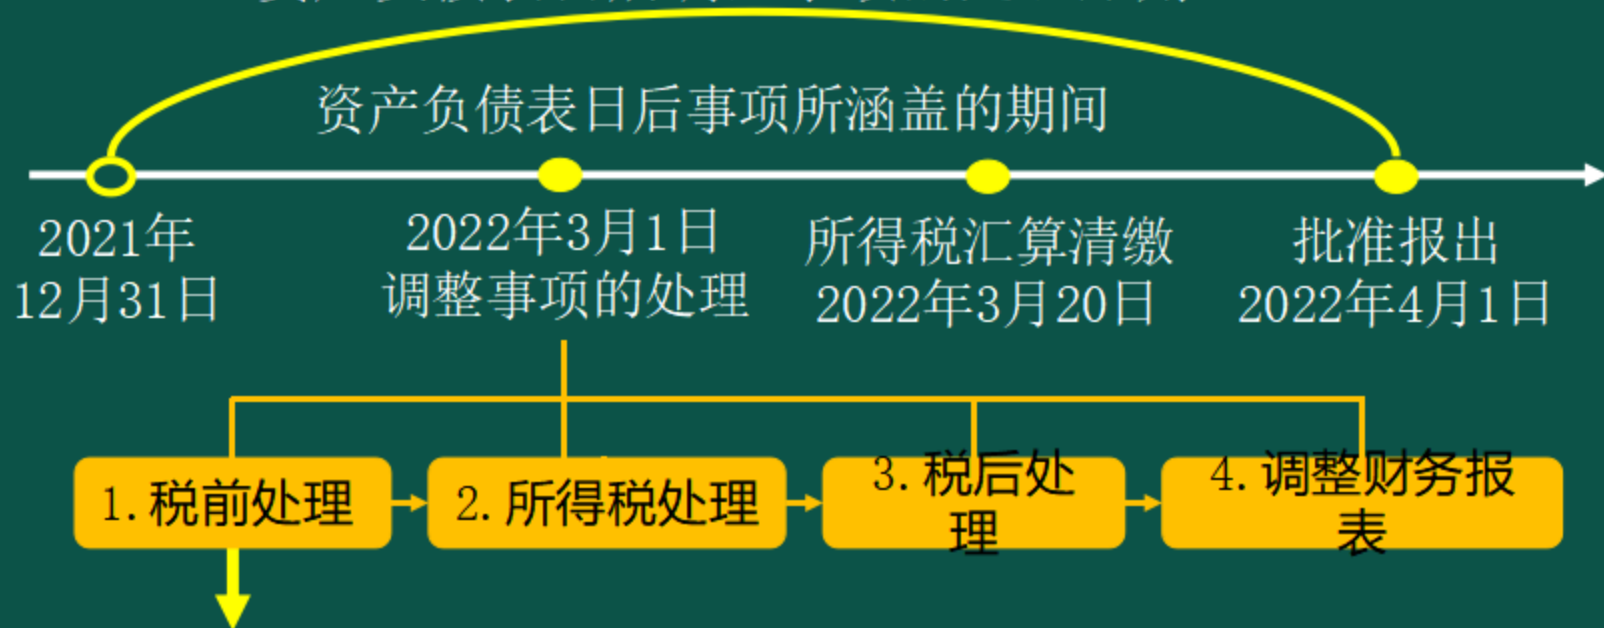 资产负债表日后事项所涵盖的期间
2021年
12月31日
2022年3月1日
调整事项的处理
所得税汇算清缴
2022年3月20日
批准报出
2022年4月1日
1.税前处理
2.所得税处理
3.税后处
理
4.调整财务报
表